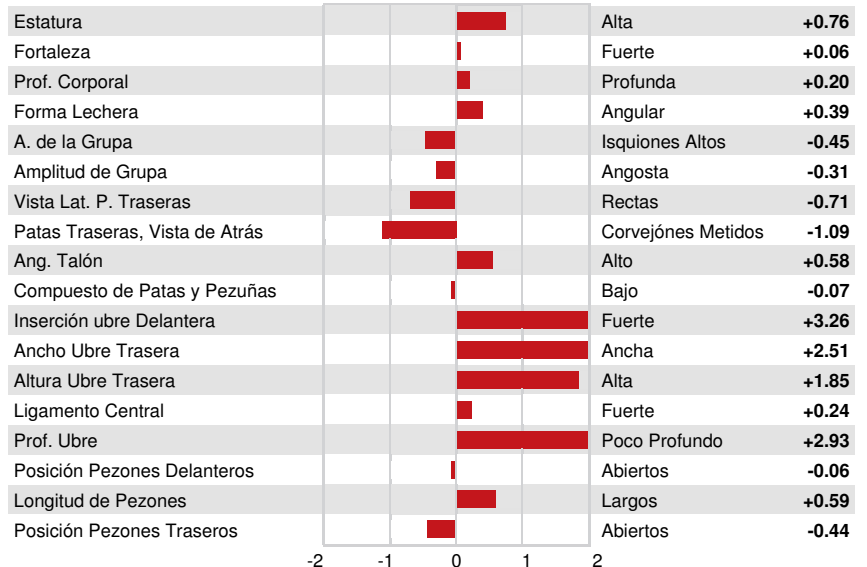 Estatura Alta +0.76
Fortaleza Fuerte +0.06
Prof. Corporal Profunda +0.20
Forma Lechera Angular +0.39
A. de la Grupa Isquiones Altos -0.45
Amplitud de Grupa Angosta -0.31
Vista Lat. P. Traseras Rectas -0.71
Patas Traseras, Vista de Atrás Corvejónes Metidos -1.09
Ang. Talón Alto +0.58
Compuesto de Patas y Pezuñas Bajo -0.07
Inserción ubre Delantera Fuerte +3.26
Ancho Ubre Trasera Ancha +2.51
Altura Ubre Trasera Alta +1.85
Ligamento Central Fuerte +0.24
Prof. Ubre Poco Profundo +2.93
Posición Pezones Delanteros Abiertos -0.06
Longitud de Pezones Largos +0.59
Posición Pezones Traseros Abiertos -0.44
-2 -1 0 1 2